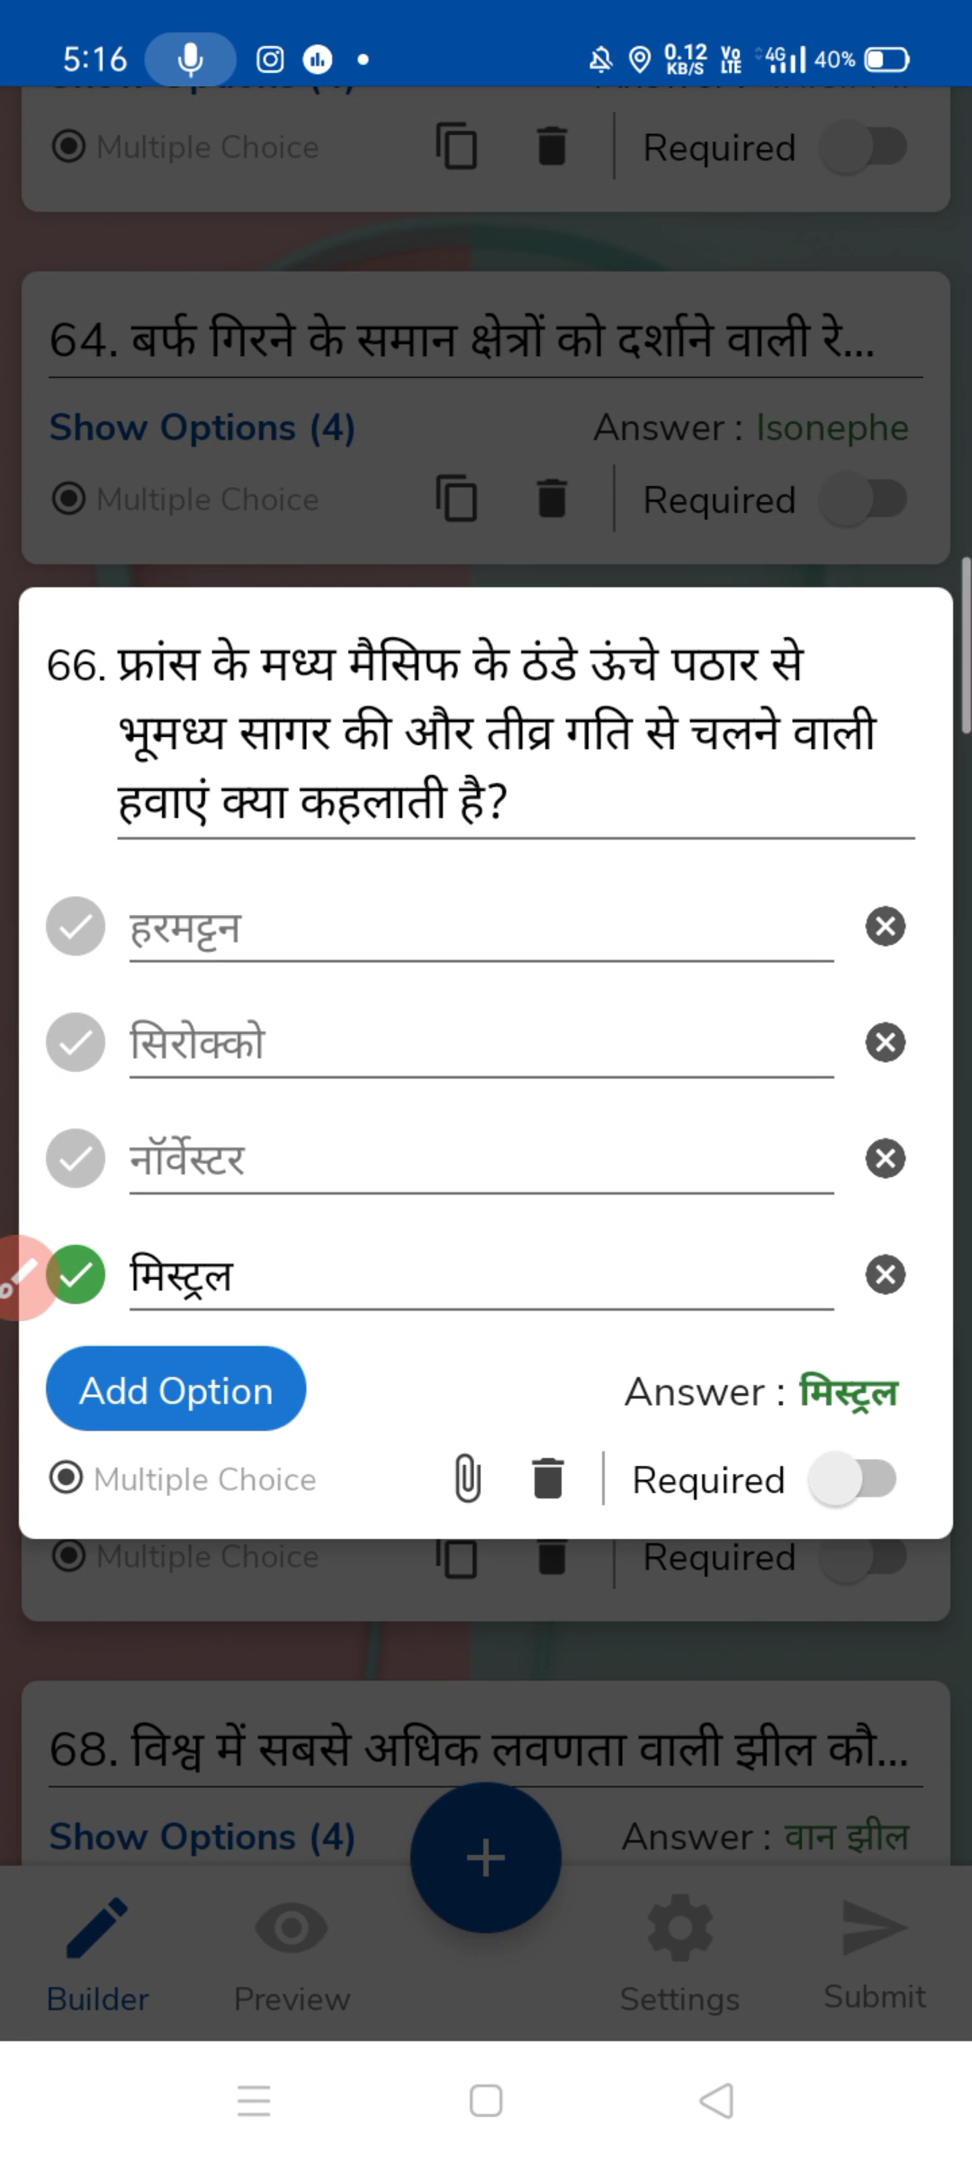 5:16
0.12 KB/S
Vo LTE
4G
40%
Multiple Choice
Required
64. बर्फ गिरने के समान क्षेत्रों को दर्शाने वाली रे...
Show Options (4)
Answer : Isonephe
Multiple Choice
Required
66. फ्रांस के मध्य मैसिफ के ठंडे ऊंचे पठार से
भूमध्य सागर की और तीव्र गति से चलने वाली
हवाएं क्या कहलाती है?
हरमट्टन
सिरोक्को
नॉर्वेस्टर
मिस्ट्रल
Add Option
Answer : मिस्ट्रल
Multiple Choice
Required
Multiple Choice
Required
68. विश्व में सबसे अधिक लवणता वाली झील कौ...
Show Options (4)
Answer : वान झील
Builder
Preview
Settings
Submit